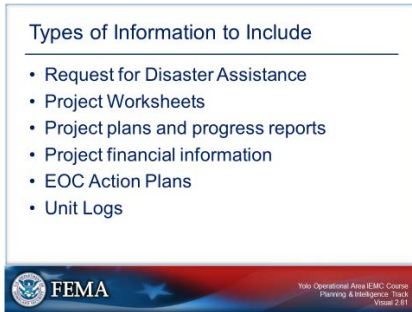 Types of Information to Include
• Request for Disaster Assistance
• Project Worksheets
• Project plans and progress reports
• Project financial information
• EOC Action Plans
• Unit Logs
FEMA
Yolo Operational Area IEMC Course
Planning & Intelligence Track
Visual 2.81